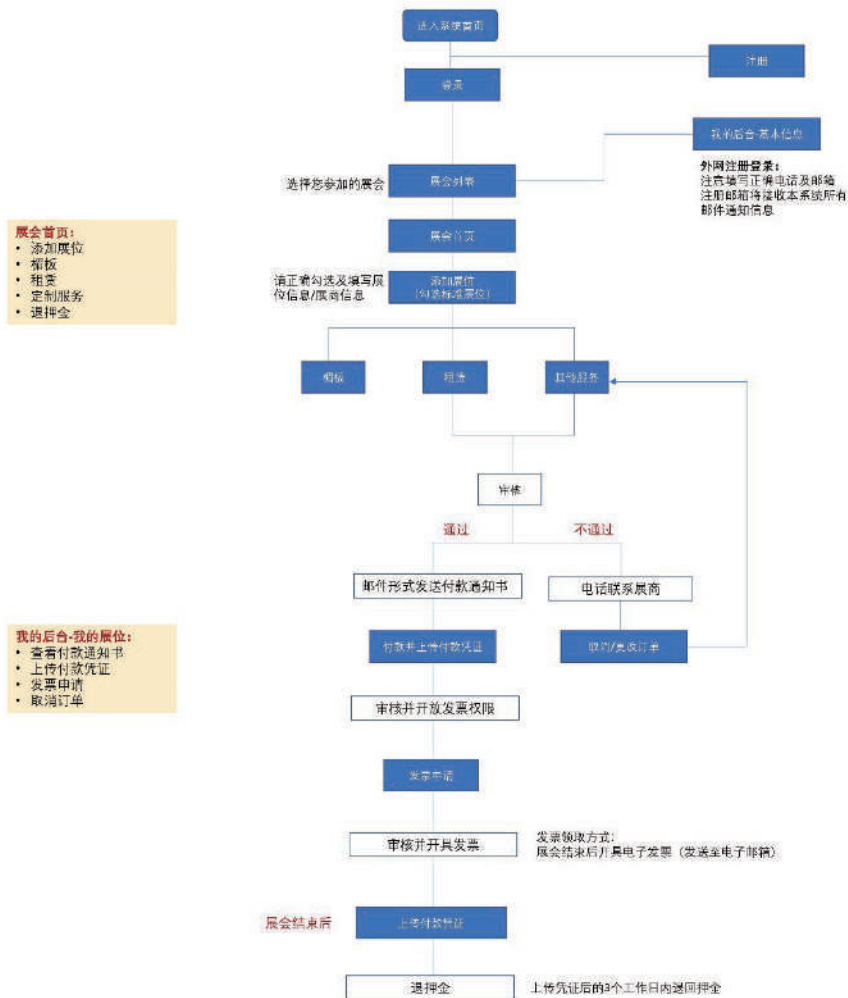 进入系统首页
注册
登录
我的后台-基本信息
外网注册登录：
注意填写正确电话及邮箱
注册邮箱将接收本系统所有
邮件通知信息
选择您参加的展会
展会列表
展会首页
展会首页：
• 添加展位
• 楣板
• 租赁
• 定制服务
• 退押金
请正确勾选及填写展
位信息/展商信息
添加展位
（勾选标准展位）
楣板
租赁
其他服务
审核
通过
不通过
邮件形式发送付款通知书
电话联系展商
我的后台-我的展位：
• 查看付款通知书
• 上传付款凭证
• 发票申请
• 取消订单
付款并上传付款凭证
取消/更改订单
审核并开放发票权限
发票申请
审核并开具发票
发票领取方式：
展会结束后开具电子发票（发送至电子邮箱）
展会结束后
上传付款凭证
退押金
上传凭证后的3个工作日内退回押金